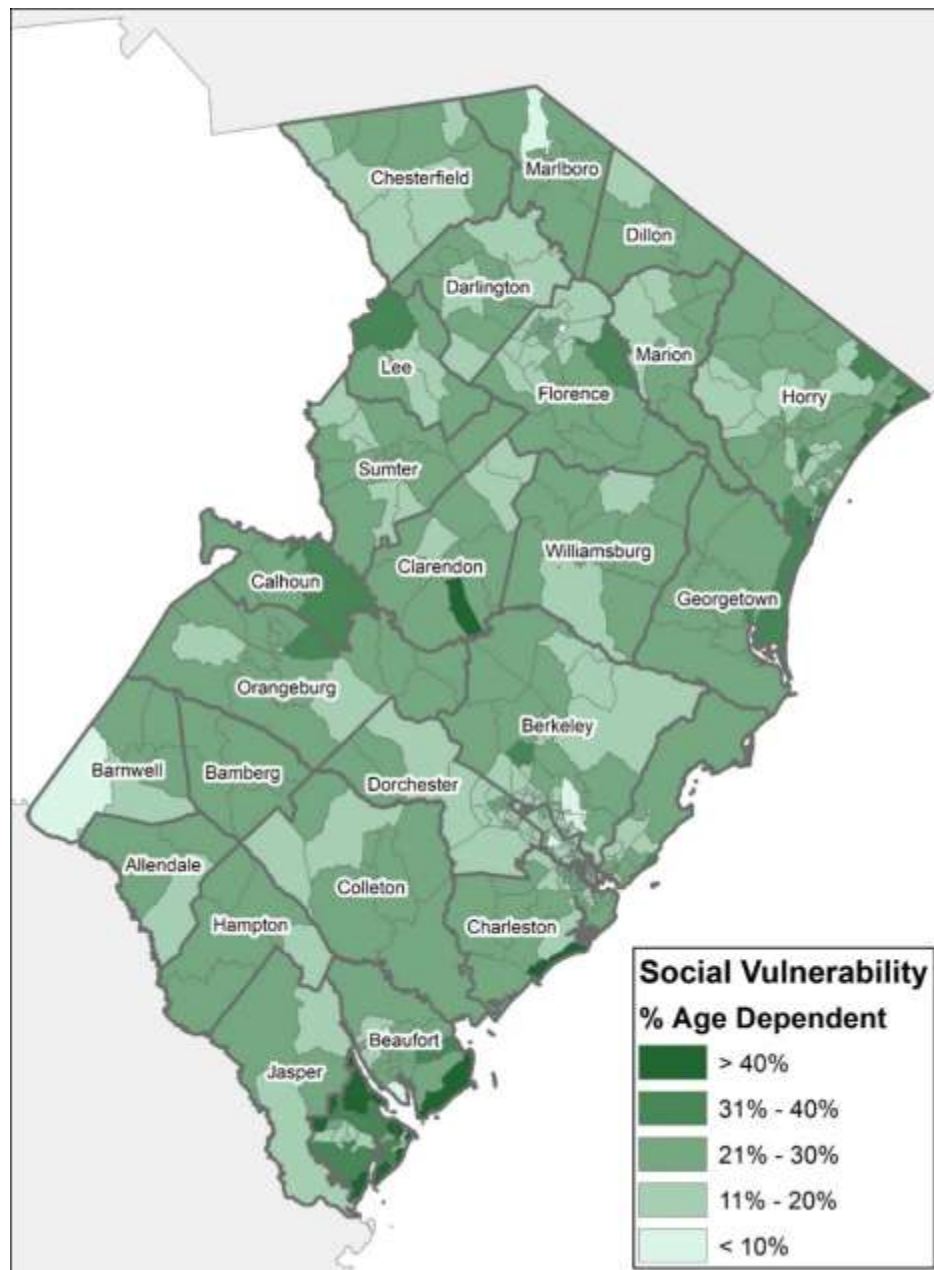 Marlboro
Chesterfield
Dillon
Darlington
Marion
Lee
Florence
Horry
Sumter
Williamsburg
Clarendon
Calhoun
Georgetown
Orangeburg
Berkeley
Barnwell
Bamberg
Dorchester
Allendale
Colleton
Hampton
Charleston
Beaufort
Jasper
Social Vulnerability
% Age Dependent
> 40%
31% - 40%
21% - 30%
11% - 20%
< 10%